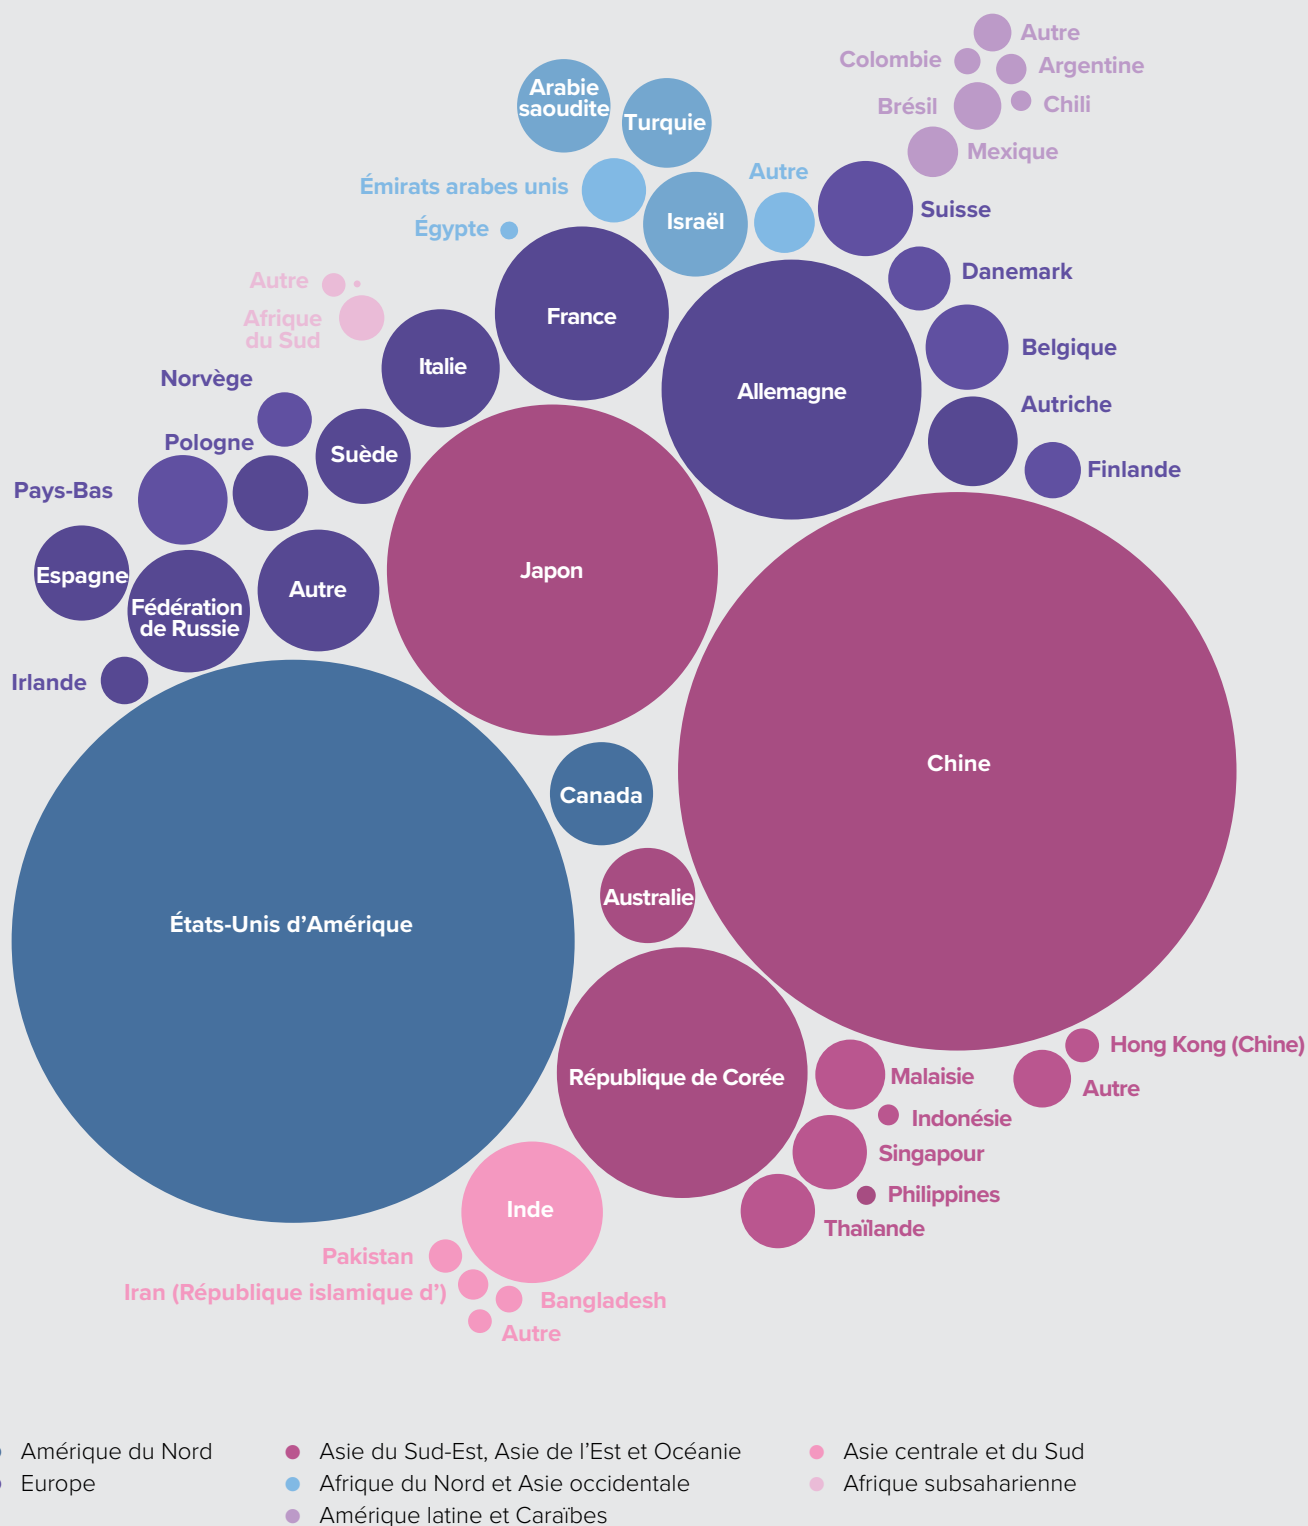 Autre
Colombie
Argentine
Arabie
saoudite
Brésil
Chili
Turquie
Mexique
Autre
Émirats arabes unis
Suisse
Israël
Égypte
Danemark
Autre
France
Afrique
du Sud
Belgique
Italie
Norvège
Allemagne
Autriche
Pologne
Suède
Finlande
Pays-Bas
Japon
Espagne
Autre
Fédération
de Russie
Irlande
Chine
Canada
Australie
États-Unis d’Amérique
Hong Kong (Chine)
République de Corée
Malaisie
Autre
Indonésie
Singapour
Philippines
Inde
Thaïlande
Pakistan
Iran (République islamique d’)
Bangladesh
Autre
Amérique du Nord
Asie du Sud-Est, Asie de l’Est et Océanie
Asie centrale et du Sud
Europe
Afrique du Nord et Asie occidentale
Afrique subsaharienne
Amérique latine et Caraïbes